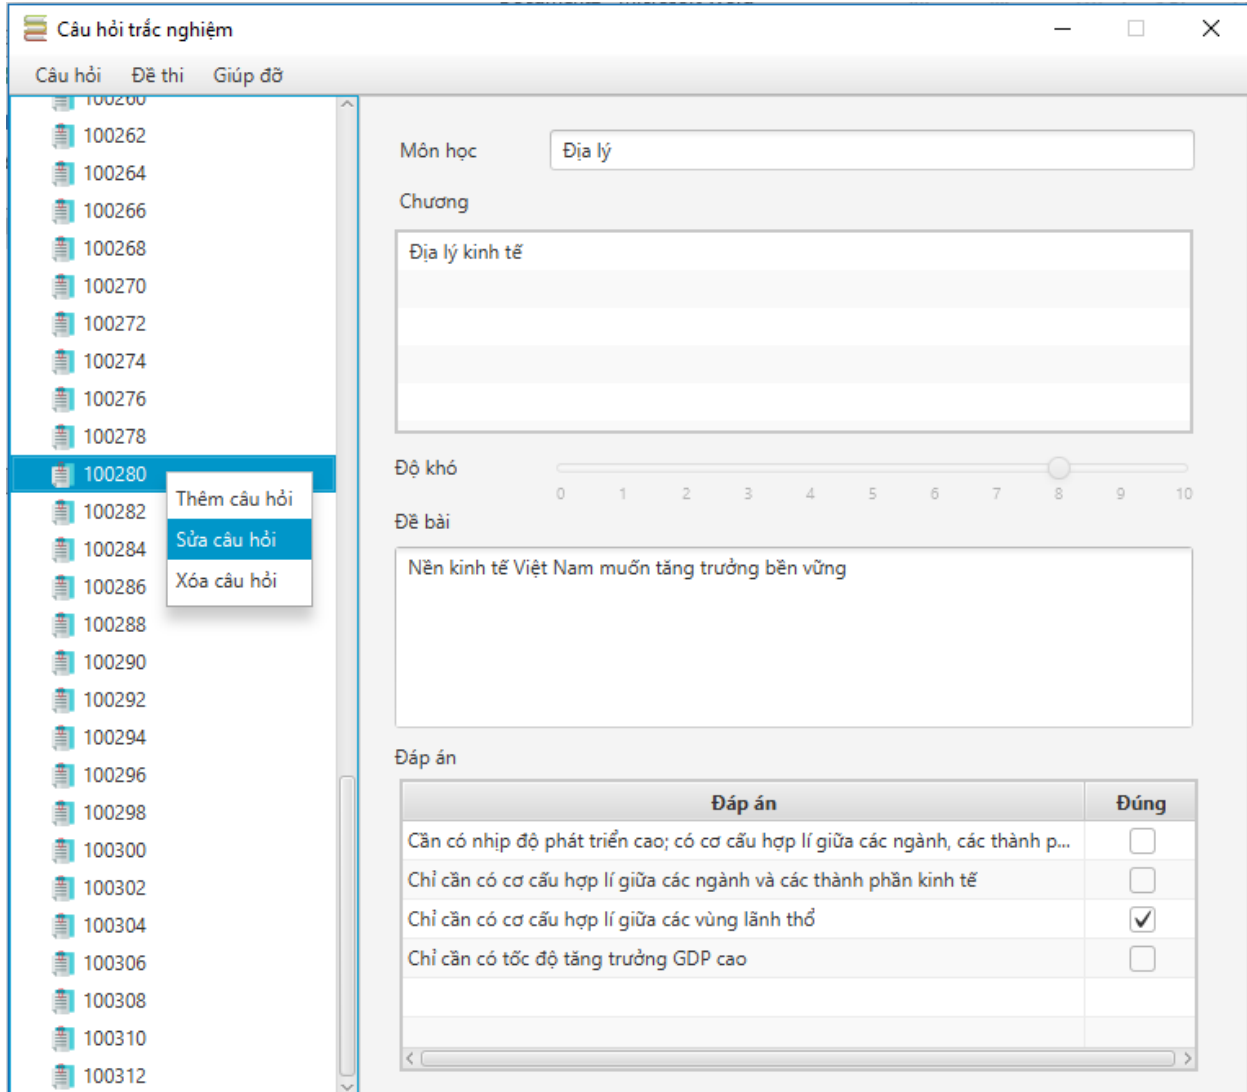 Câu hỏi trắc nghiệm
Câu hỏi Đề thi Giúp đỡ
100260
100262
100264
100266
100268
100270
100272
100274
100276
100278
100280
100282
100284
100286
100288
100290
100292
100294
100296
100298
100300
100302
100304
100306
100308
100310
100312
Thêm câu hỏi
Sửa câu hỏi
Xóa câu hỏi
Môn học Địa lý
Chương
Địa lý kinh tế
Độ khó
0 1 2 3 4 5 6 7 8 9 10
Đề bài
Nền kinh tế Việt Nam muốn tăng trưởng bền vững
Đáp án
Đáp án Đúng
Cần có nhịp độ phát triển cao; có cơ cấu hợp lí giữa các ngành, các thành p...
Chỉ cần có cơ cấu hợp lí giữa các ngành và các thành phần kinh tế
Chỉ cần có cơ cấu hợp lí giữa các vùng lãnh thổ
Chỉ cần có tốc độ tăng trưởng GDP cao